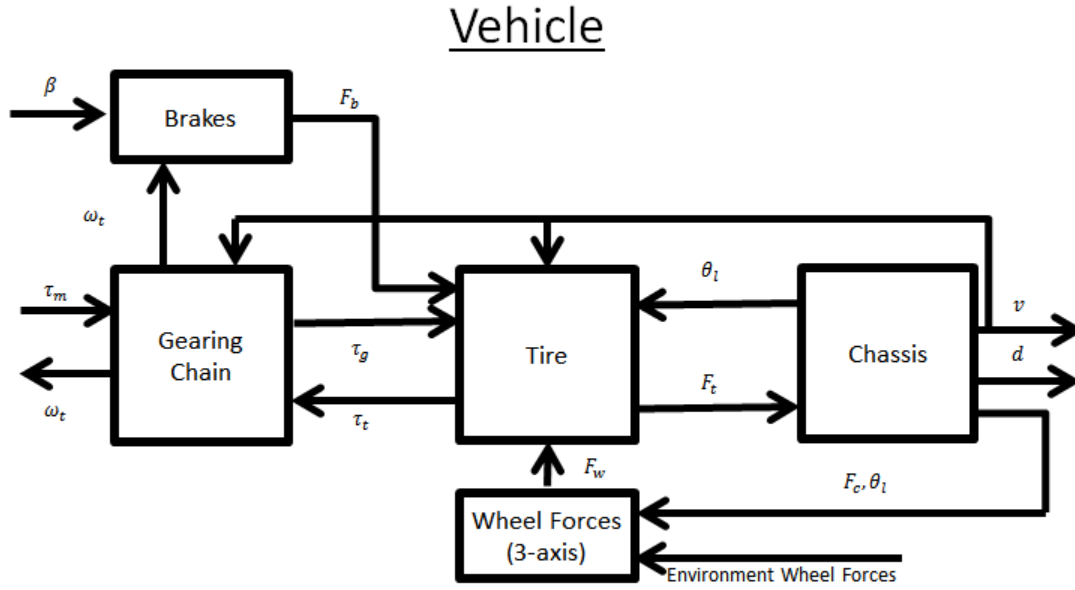 Vehicle
β
Brakes
F_b
ω_t
θ_l
τ_m
v
Gearing
Chain
Tire
Chassis
τ_g
d
F_t
ω_t
τ_t
F_w
F_c, θ_l
Wheel Forces
(3-axis)
Environment Wheel Forces